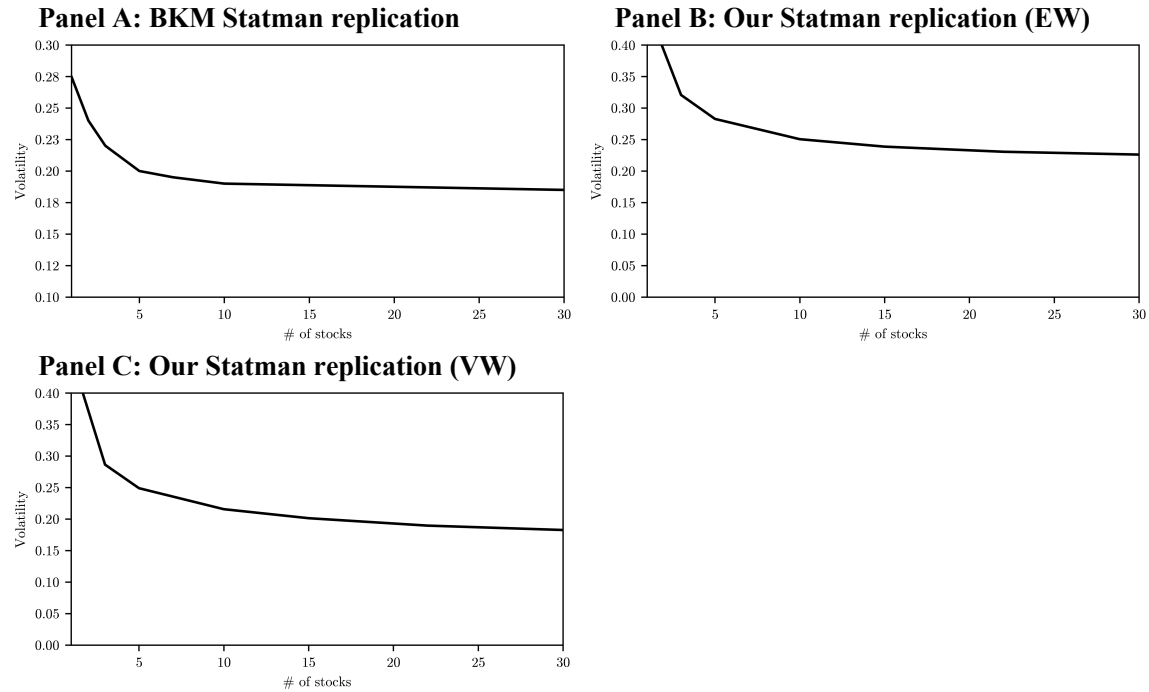 Panel A: BKM Statman replication
0.30
0.28
0.25
0.23
0.20
0.18
0.15
0.12
0.10
Volatility
5 10 15 20 25 30
# of stocks
Panel B: Our Statman replication (EW)
0.40
0.35
0.30
0.25
0.20
0.15
0.10
0.05
0.00
Volatility
5 10 15 20 25 30
# of stocks
Panel C: Our Statman replication (VW)
0.40
0.35
0.30
0.25
0.20
0.15
0.10
0.05
0.00
Volatility
5 10 15 20 25 30
# of stocks